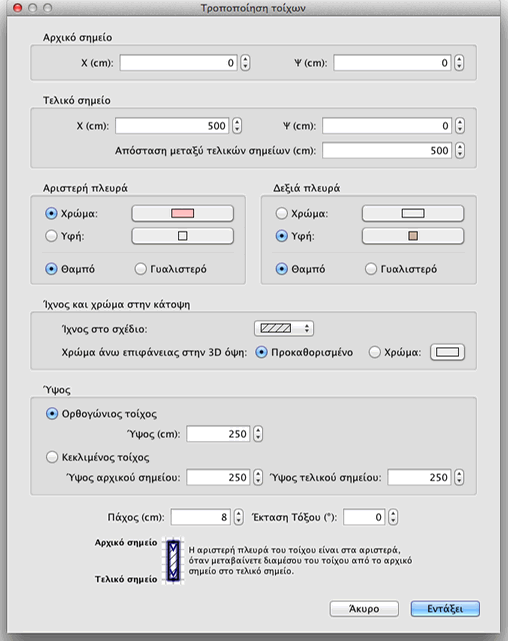 Τροποποίηση τοίχων
Αρχικό σημείο
X (cm): 0 Ψ (cm): 0
Τελικό σημείο
X (cm): 500 Ψ (cm): 0
Απόσταση μεταξύ τελικών σημείων (cm): 500
Αριστερή πλευρά Δεξιά πλευρά
Χρώμα: Χρώμα:
Υφή: Υφή:
Θαμπό Γυαλιστερό Θαμπό Γυαλιστερό
Ίχνος και χρώμα στην κάτοψη
Ίχνος στο σχέδιο:
Χρώμα άνω επιφάνειας στην 3D όψη: Προκαθορισμένο Χρώμα:
Ύψος
Ορθογώνιος τοίχος
Ύψος (cm): 250
Κεκλιμένος τοίχος
Ύψος αρχικού σημείου: 250 Ύψος τελικού σημείου: 250
Πάχος (cm): 8 Έκταση Τόξου (°): 0
Αρχικό σημείο
Τελικό σημείο
Η αριστερή πλευρά του τοίχου είναι στα αριστερά,
όταν μεταβαίνετε διαμέσου του τοίχου από το αρχικό
σημείο στο τελικό σημείο.
Άκυρο Εντάξει